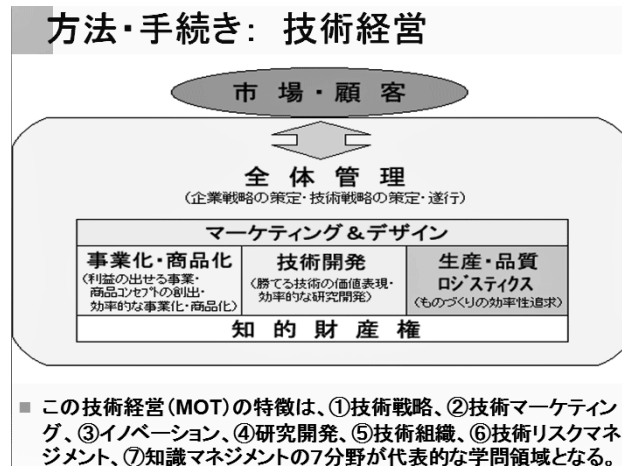 方法・手続き： 技術経営
市 場・顧 客
全 体 管 理
（企業戦略の策定・技術戦略の策定・遂行）
マーケティング＆デザイン
事業化・商品化
（利益の出せる事業・
商品ｺﾝｾﾌﾟﾄの創出・
効率的な事業化・商品化）
技術開発
（勝てる技術の価値表現・
効率的な研究開発）
生産・品質
ﾛｼﾞｽﾃｨｸｽ
（ものづくりの効率性追求）
知 的 財 産 権
■ この技術経営（MOT）の特徴は、①技術戦略、②技術マーケティン
グ、③イノベーション、④研究開発、⑤技術組織、⑥技術リスクマネ
ジメント、⑦知識マネジメントの7分野が代表的な学問領域となる。